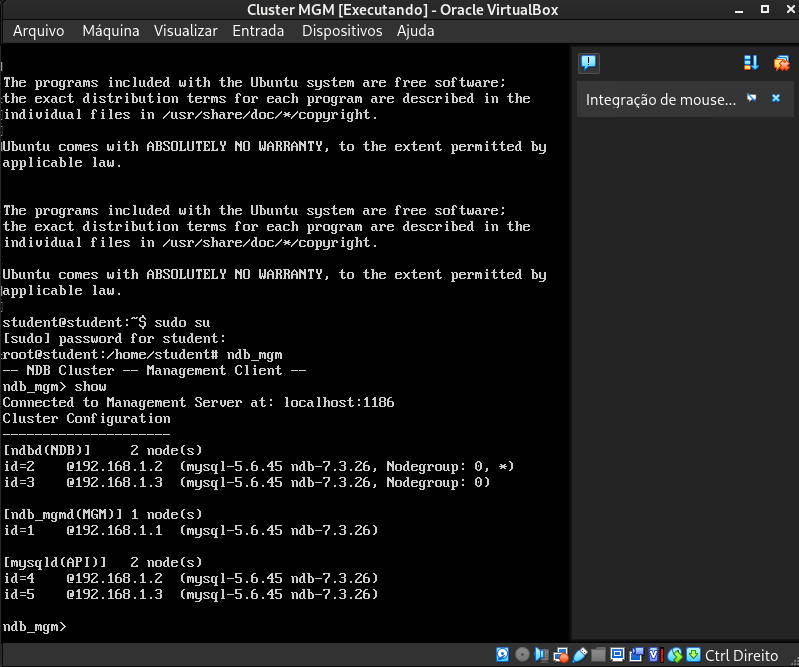 Cluster MGM [Executando] - Oracle VirtualBox
Arquivo Máquina Visualizar Entrada Dispositivos Ajuda
The programs included with the Ubuntu system are free software;
the exact distribution terms for each program are described in the
individual files in /usr/share/doc/*/copyright.
Ubuntu comes with ABSOLUTELY NO WARRANTY, to the extent permitted by
applicable law.
The programs included with the Ubuntu system are free software;
the exact distribution terms for each program are described in the
individual files in /usr/share/doc/*/copyright.
Ubuntu comes with ABSOLUTELY NO WARRANTY, to the extent permitted by
applicable law.
student@student:~$ sudo su
[sudo] password for student:
root@student:/home/student# ndb_mgm
-- NDB Cluster -- Management Client --
ndb_mgm> show
Connected to Management Server at: localhost:1186
Cluster Configuration
---------------------
[ndbd(NDB)]     2 node(s)
id=2    @192.168.1.2  (mysql-5.6.45 ndb-7.3.26, Nodegroup: 0, *)
id=3    @192.168.1.3  (mysql-5.6.45 ndb-7.3.26, Nodegroup: 0)
[ndb_mgmd(MGM)] 1 node(s)
id=1    @192.168.1.1  (mysql-5.6.45 ndb-7.3.26)
[mysqld(API)]   2 node(s)
id=4    @192.168.1.2  (mysql-5.6.45 ndb-7.3.26)
id=5    @192.168.1.3  (mysql-5.6.45 ndb-7.3.26)
ndb_mgm>
Integração de mouse...
Ctrl Direito